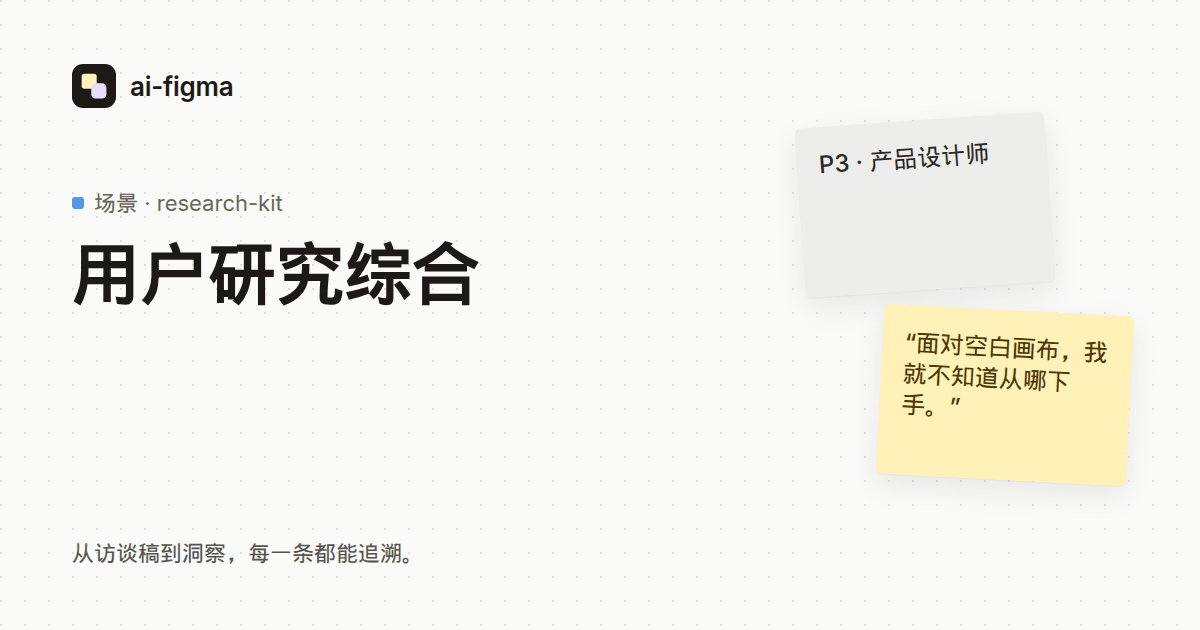 ai-figma
场景 · research-kit
用户研究综合
P3 · 产品设计师
“面对空白画布，我
就不知道从哪下
手。”
从访谈稿到洞察，每一条都能追溯。